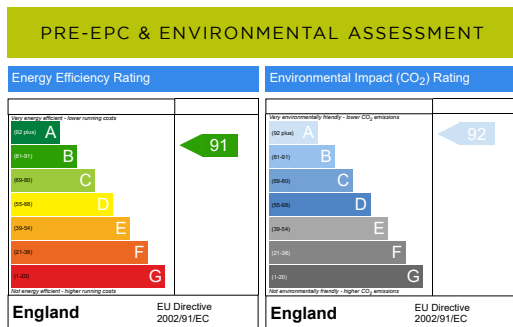 PRE-EPC & ENVIRONMENTAL ASSESSMENT
Energy Efficiency Rating
Very energy efficient - lower running costs
(92 plus) A
(81-91) B
(69-80) C
(55-68) D
(39-54) E
(21-38) F
(1-20) G
Not energy efficient - higher running costs
91
England
EU Directive
2002/91/EC
Environmental Impact (CO₂) Rating
Very environmentally friendly - lower CO₂ emissions
(92 plus) A
(81-91) B
(69-80) C
(55-68) D
(39-54) E
(21-38) F
(1-20) G
Not environmentally friendly - higher CO₂ emissions
92
England
EU Directive
2002/91/EC